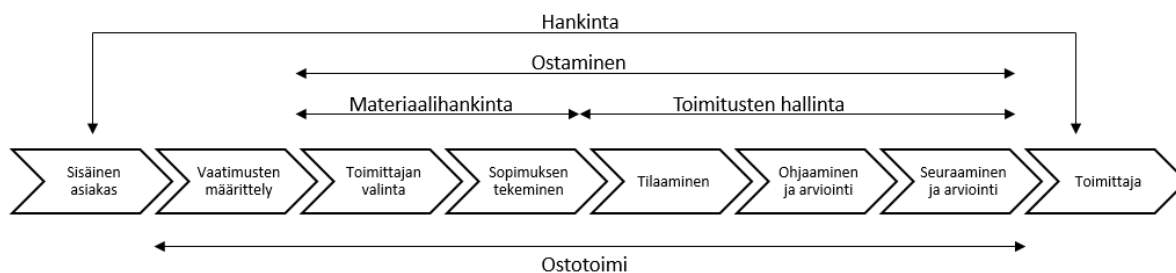 Hankinta
Ostaminen
Materiaalihankinta
Toimitusten hallinta
Sisäinen
asiakas
Vaatimusten
määrittely
Toimittajan
valinta
Sopimuksen
tekeminen
Tilaaminen
Ohjaaminen
ja arviointi
Seuraaminen
ja arviointi
Toimittaja
Ostotoimi